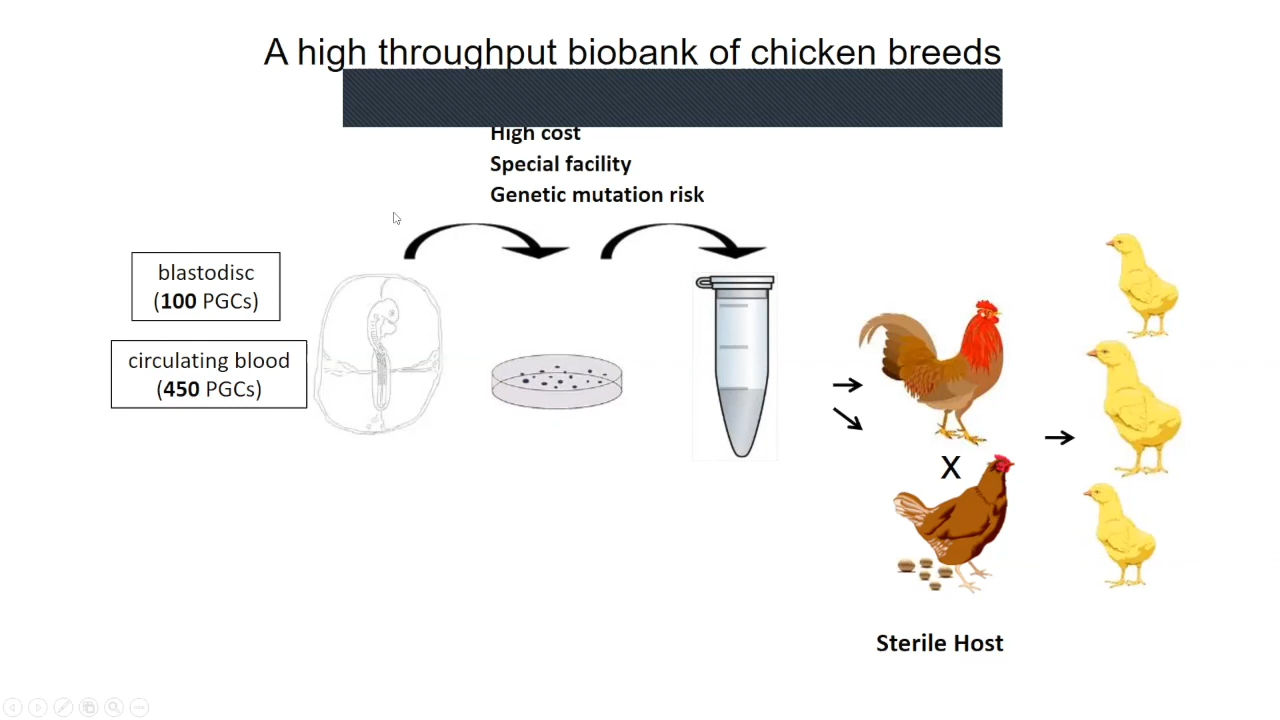 A high throughput biobank of chicken breeds
High cost
Special facility
Genetic mutation risk
blastodisc
(100 PGCs)
circulating blood
(450 PGCs)
X
Sterile Host